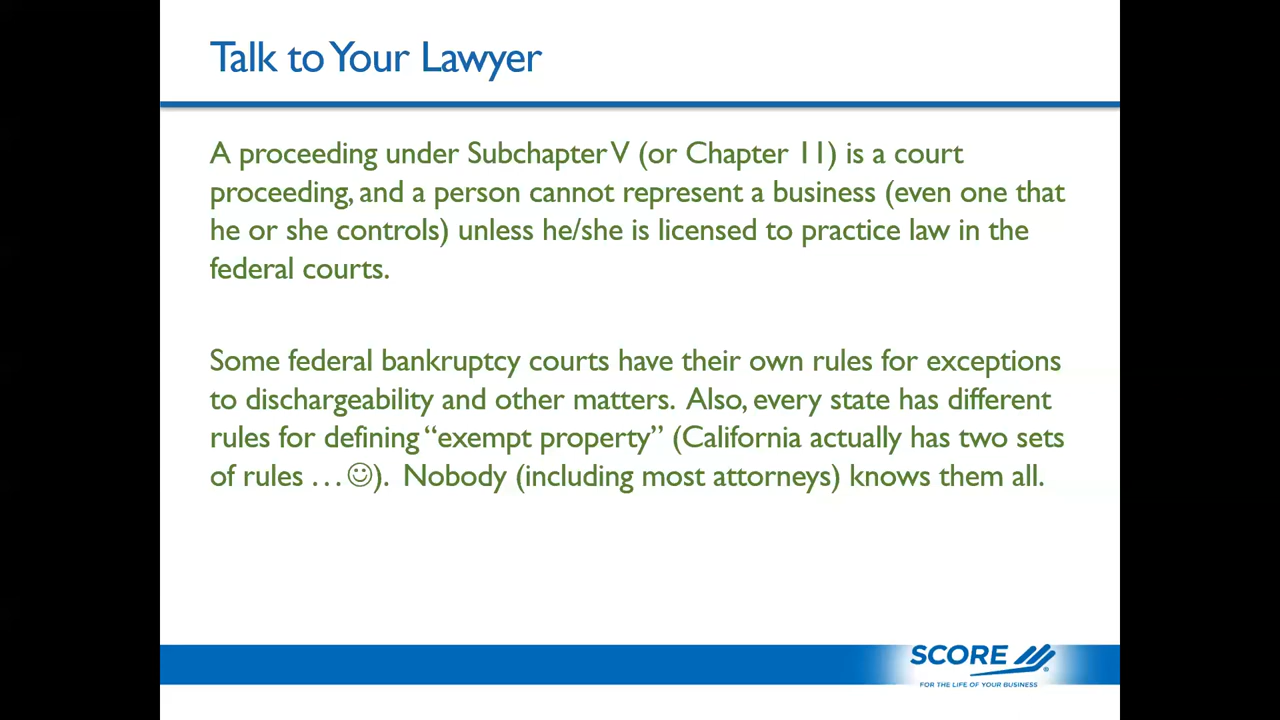 Talk to Your Lawyer
A proceeding under Subchapter V (or Chapter 11) is a court
proceeding, and a person cannot represent a business (even one that
he or she controls) unless he/she is licensed to practice law in the
federal courts.
Some federal bankruptcy courts have their own rules for exceptions
to dischargeability and other matters. Also, every state has different
rules for defining “exempt property” (California actually has two sets
of rules …☺). Nobody (including most attorneys) knows them all.
SCORE
FOR THE LIFE OF YOUR BUSINESS